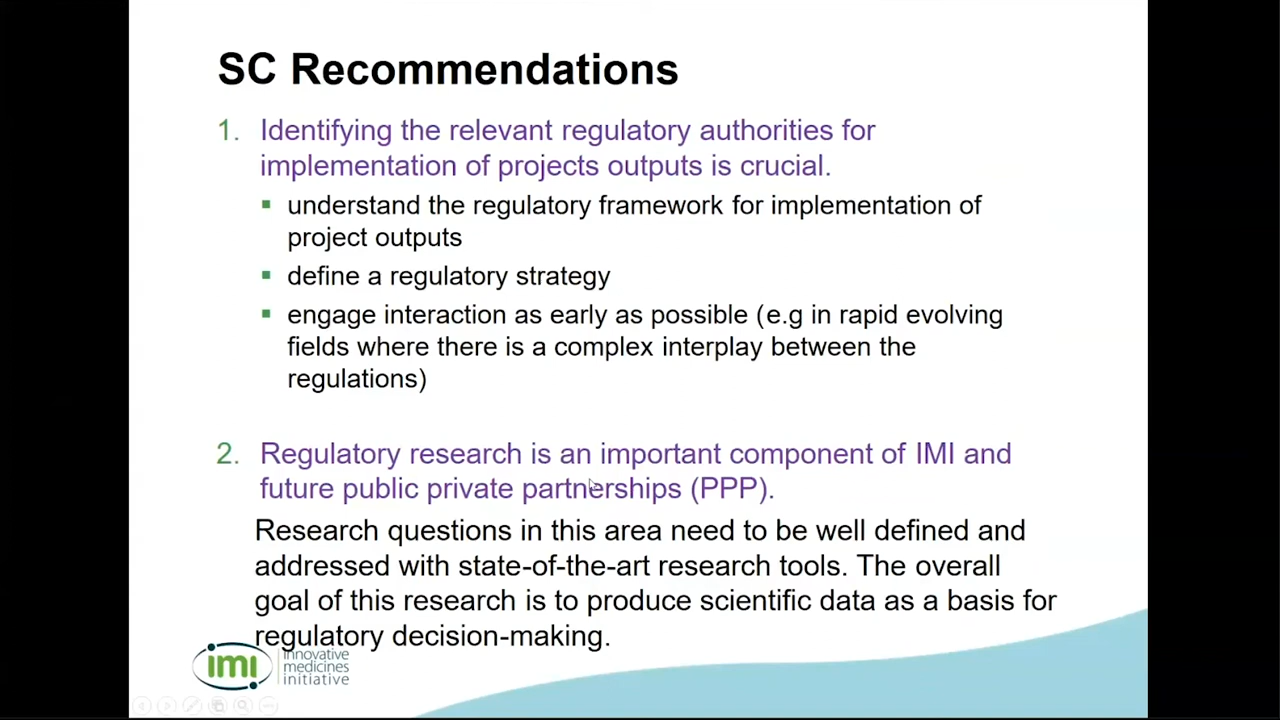 SC Recommendations
1. Identifying the relevant regulatory authorities for
implementation of projects outputs is crucial.
▪ understand the regulatory framework for implementation of
project outputs
▪ define a regulatory strategy
▪ engage interaction as early as possible (e.g in rapid evolving
fields where there is a complex interplay between the
regulations)
2. Regulatory research is an important component of IMI and
future public private partnerships (PPP).
Research questions in this area need to be well defined and
addressed with state-of-the-art research tools. The overall
goal of this research is to produce scientific data as a basis for
regulatory decision-making.
imi
innovative
medicines
initiative